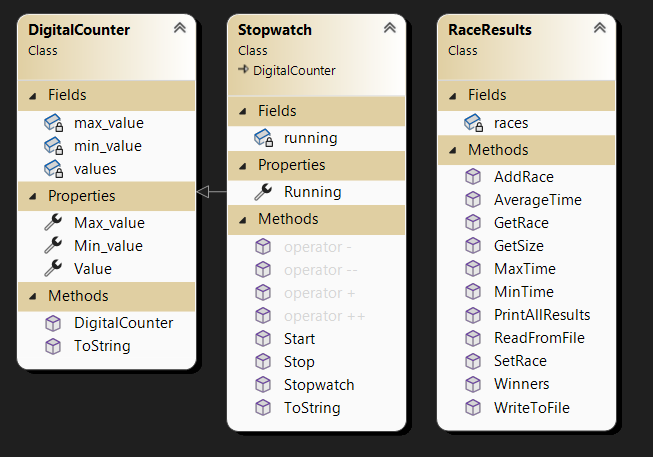 DigitalCounter
Class
Fields
max_value
min_value
values
Properties
Max_value
Min_value
Value
Methods
DigitalCounter
ToString
Stopwatch
Class
DigitalCounter
Fields
running
Properties
Running
Methods
operator -
operator --
operator +
operator ++
Start
Stop
Stopwatch
ToString
RaceResults
Class
Fields
races
Methods
AddRace
AverageTime
GetRace
GetSize
MaxTime
MinTime
PrintAllResults
ReadFromFile
SetRace
Winners
WriteToFile